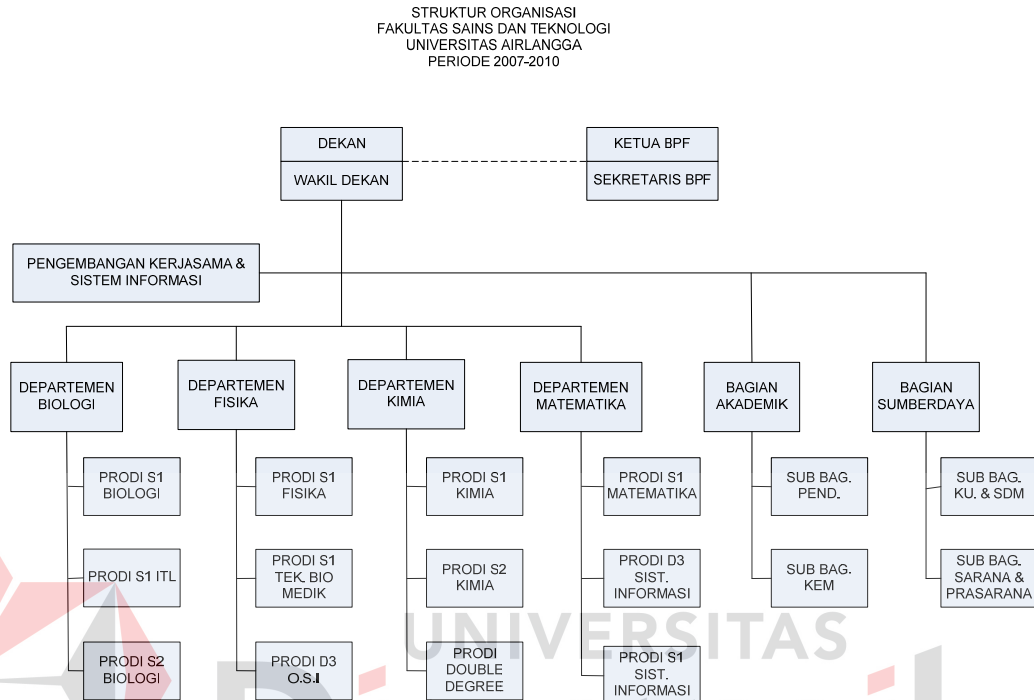 STRUKTUR ORGANISASI
FAKULTAS SAINS DAN TEKNOLOGI
UNIVERSITAS AIRLANGGA
PERIODE 2007-2010
DEKAN
WAKIL DEKAN
KETUA BPF
SEKRETARIS BPF
PENGEMBANGAN KERJASAMA &
SISTEM INFORMASI
DEPARTEMEN
BIOLOGI
DEPARTEMEN
FISIKA
DEPARTEMEN
KIMIA
DEPARTEMEN
MATEMATIKA
BAGIAN
AKADEMIK
BAGIAN
SUMBERDAYA
PRODI S1
BIOLOGI
PRODI S1
FISIKA
PRODI S1
KIMIA
PRODI S1
MATEMATIKA
SUB BAG.
PEND.
SUB BAG.
KU. & SDM
PRODI S1 ITL
PRODI S1
TEK. BIO
MEDIK
PRODI S2
KIMIA
PRODI D3
SIST.
INFORMASI
SUB BAG.
KEM
SUB BAG.
SARANA &
PRASARANA
UNIVERSITAS
PRODI S2
BIOLOGI
PRODI D3
O.S.I
PRODI
DOUBLE
DEGREE
PRODI S1
SIST.
INFORMASI